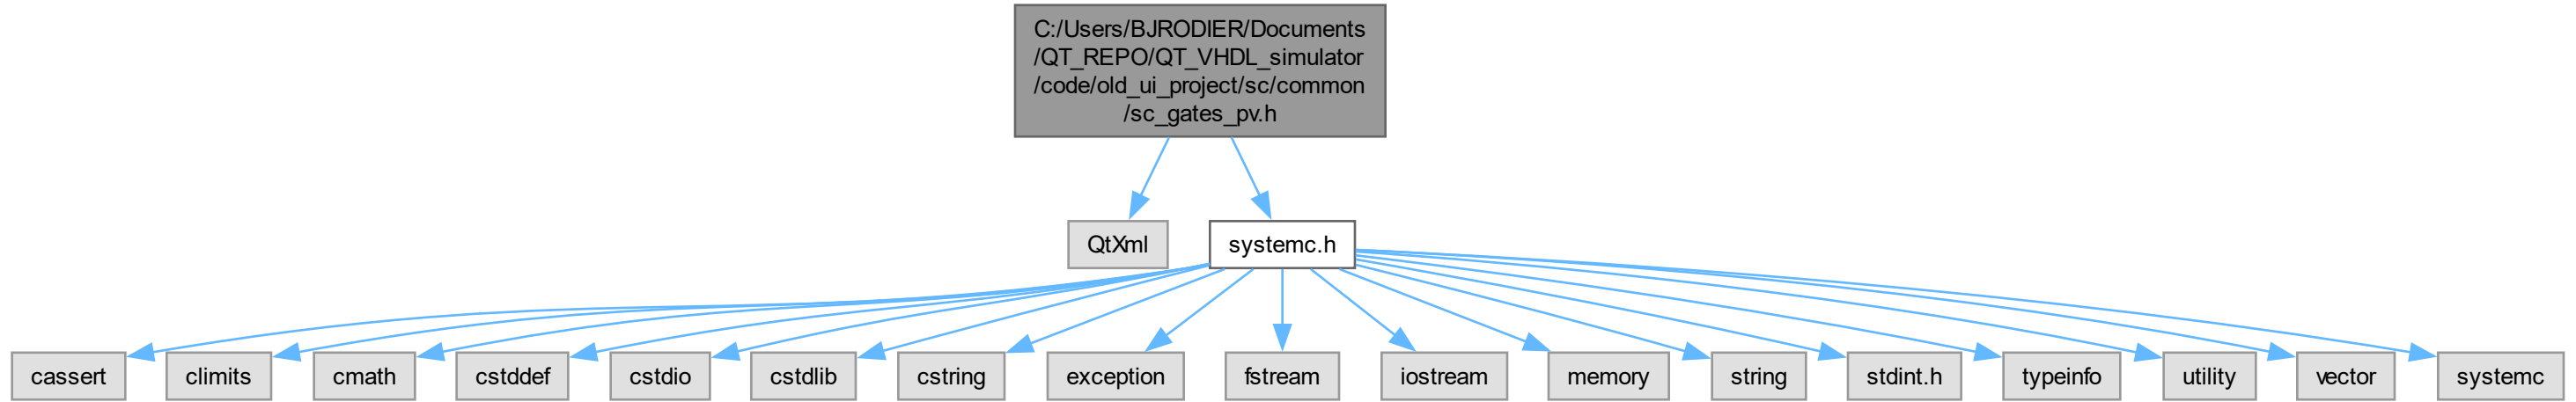 C:/Users/BJRODIER/Documents
/QT_REPO/QT_VHDL_simulator
/code/old_ui_project/sc/common
/sc_gates_pv.h
QtXml
systemc.h
cassert
climits
cmath
cstddef
cstdio
cstdlib
cstring
exception
fstream
iostream
memory
string
stdint.h
typeinfo
utility
vector
systemc